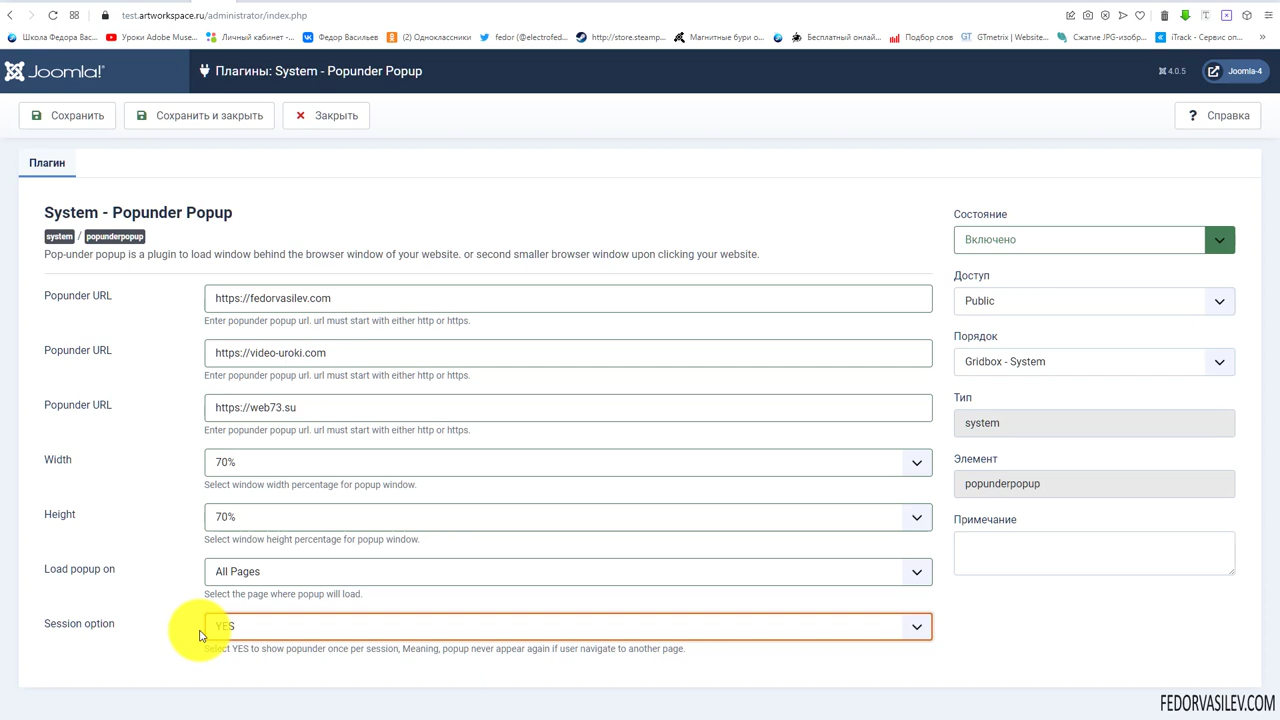 test.artworkspace.ru/administrator/index.php
Школа Федора Вас...
Уроки Adobe Muse...
Личный кабинет -...
Федор Васильев
(2) Одноклассники
fedor (@electrofed...
http://store.steamp...
Магнитные бури о...
Бесплатный онлай...
Подбор слов
GT GTmetrix | Website...
Сжатие JPG-изобр...
iTrack - Сервис оп...
Joomla!
Плагины: System - Popunder Popup
4.0.5
Joomla-4
Сохранить
Сохранить и закрыть
Закрыть
? Справка
Плагин
System - Popunder Popup
system / popunderpopup
Pop-under popup is a plugin to load window behind the browser window of your website. or second smaller browser window upon clicking your website.
Popunder URL
https://fedorvasilev.com
Enter popunder popup url. url must start with either http or https.
Popunder URL
https://video-uroki.com
Enter popunder popup url. url must start with either http or https.
Popunder URL
https://web73.su
Enter popunder popup url. url must start with either http or https.
Width
70%
Select window width percentage for popup window.
Height
70%
Select window height percentage for popup window.
Load popup on
All Pages
Select the page where popup will load.
Session option
YES
Select YES to show popunder once per session, Meaning, popup never appear again if user navigate to another page.
Состояние
Включено
Доступ
Public
Порядок
Gridbox - System
Тип
system
Элемент
popunderpopup
Примечание
FEDORVASILEV.COM